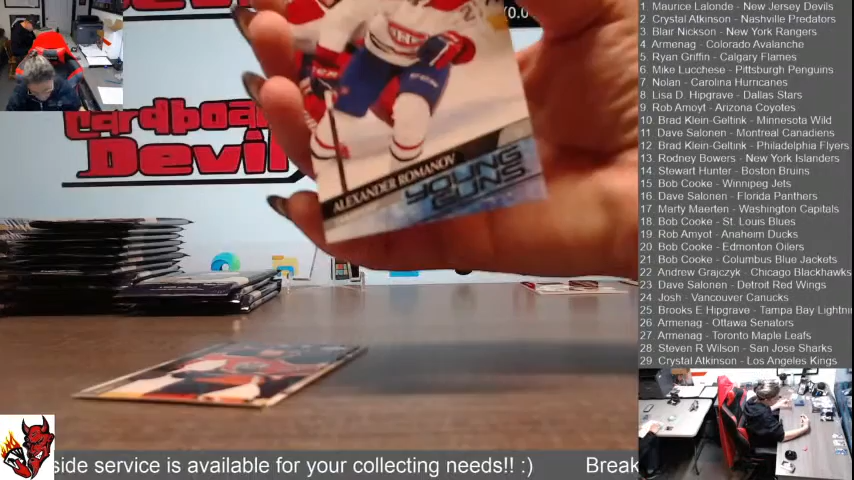 1. Maurice Lalonde - New Jersey Devils
2. Crystal Atkinson - Nashville Predators
3. Blair Nickson - New York Rangers
4. Armenag - Colorado Avalanche
5. Ryan Griffin - Calgary Flames
6. Mike Lucchese - Pittsburgh Penguins
7. Nolan - Carolina Hurricanes
8. Lisa D. Hipgrave - Dallas Stars
9. Rob Amoyt - Arizona Coyotes
10. Brad Klein-Geltink - Minnesota Wild
11. Dave Salonen - Montreal Canadiens
12. Brad Klein-Geltink - Philadelphia Flyers
13. Rodney Bowers - New York Islanders
14. Stewart Hunter - Boston Bruins
15. Bob Cooke - Winnipeg Jets
16. Dave Salonen - Florida Panthers
17. Marty Maerten - Washington Capitals
18. Bob Cooke - St. Louis Blues
19. Rob Amyot - Anaheim Ducks
20. Bob Cooke - Edmonton Oilers
21. Bob Cooke - Columbus Blue Jackets
22 Andrew Grajczyk - Chicago Blackhawks
23. Dave Salonen - Detroit Red Wings
24. Josh - Vancouver Canucks
25. Brooks E Hipgrave - Tampa Bay Lightnin
26. Armenag - Ottawa Senators
27. Armenag - Toronto Maple Leafs
28. Steven R Wilson - San Jose Sharks
29. Crystal Atkinson - Los Angeles Kings
Cardboa
Devil
ALEXANDER ROMANOV
YOUNG
GUNS
side service is available for your collecting needs!! :) Break